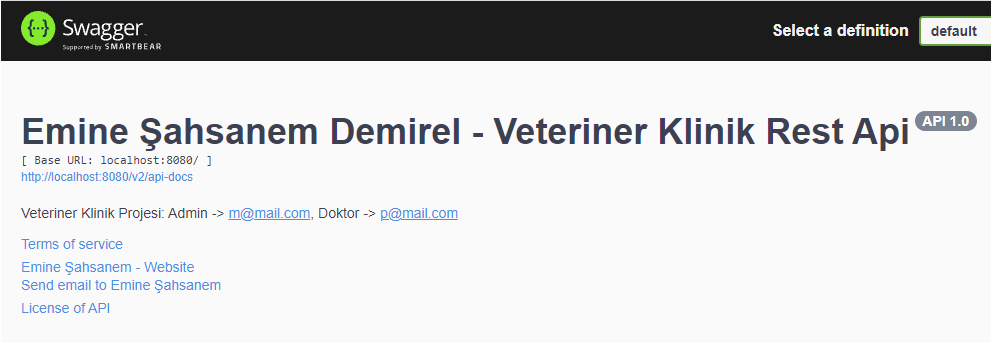 Swagger
Supported by SMARTBEAR
Select a definition default
Emine Şahsanem Demirel - Veteriner Klinik Rest Api API 1.0
[ Base URL: localhost:8080/ ]
http://localhost:8080/v2/api-docs
Veteriner Klinik Projesi: Admin -> m@mail.com, Doktor -> p@mail.com
Terms of service
Emine Şahsanem - Website
Send email to Emine Şahsanem
License of API